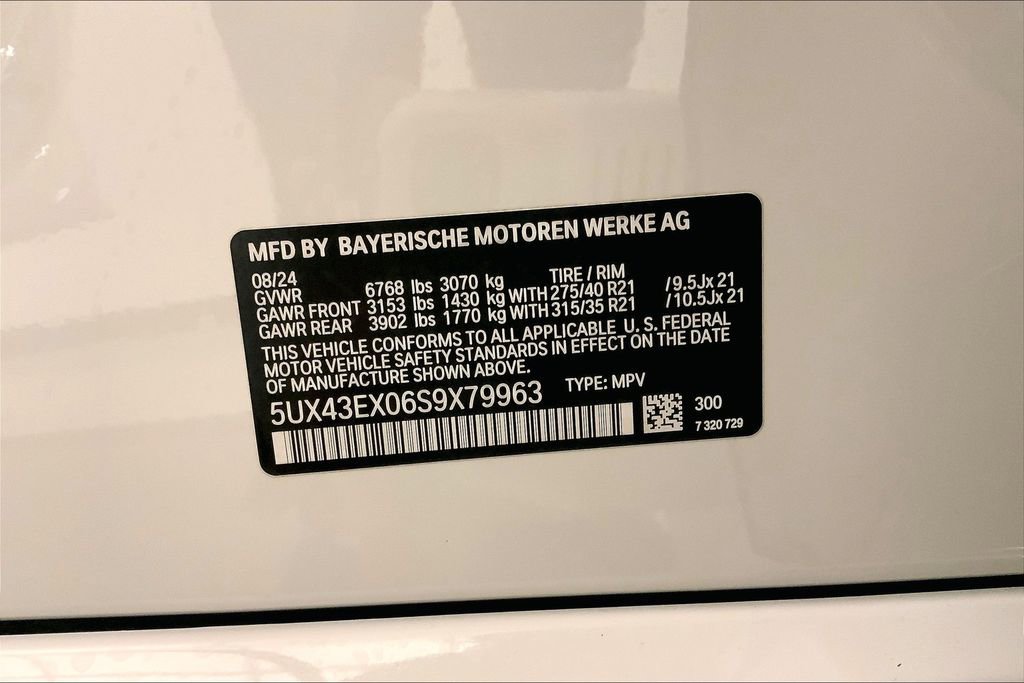 MFD BY BAYERISCHE MOTOREN WERKE AG
08/24 TIRE / RIM
GVWR 6768 lbs 3070 kg
GAWR FRONT 3153 lbs 1430 kg WITH 275/40 R21 /9.5Jx 21
GAWR REAR 3902 lbs 1770 kg WITH 315/35 R21 /10.5Jx 21
THIS VEHICLE CONFORMS TO ALL APPLICABLE U. S. FEDERAL
MOTOR VEHICLE SAFETY STANDARDS IN EFFECT ON THE DATE
OF MANUFACTURE SHOWN ABOVE.
5UX43EX06S9X79963 TYPE: MPV
300
7 320 729